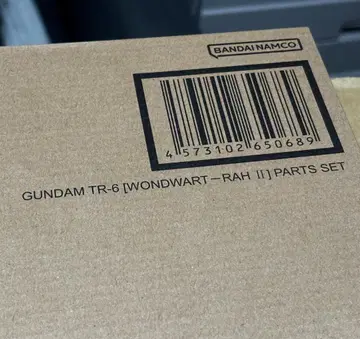 BANDAI NAMCO
4 573102 650689
GUNDAM TR-6 [WONDWART－RAH Ⅱ] PARTS SET